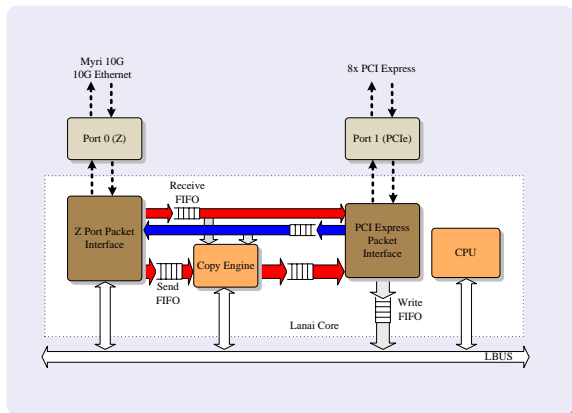 Myri 10G
10G Ethernet
8x PCI Express
Port 0 (Z)
Port 1 (PCIe)
Receive
FIFO
Z Port Packet
Interface
PCI Express
Packet
Interface
Copy Engine
CPU
Send
FIFO
Write
FIFO
Lanai Core
LBUS